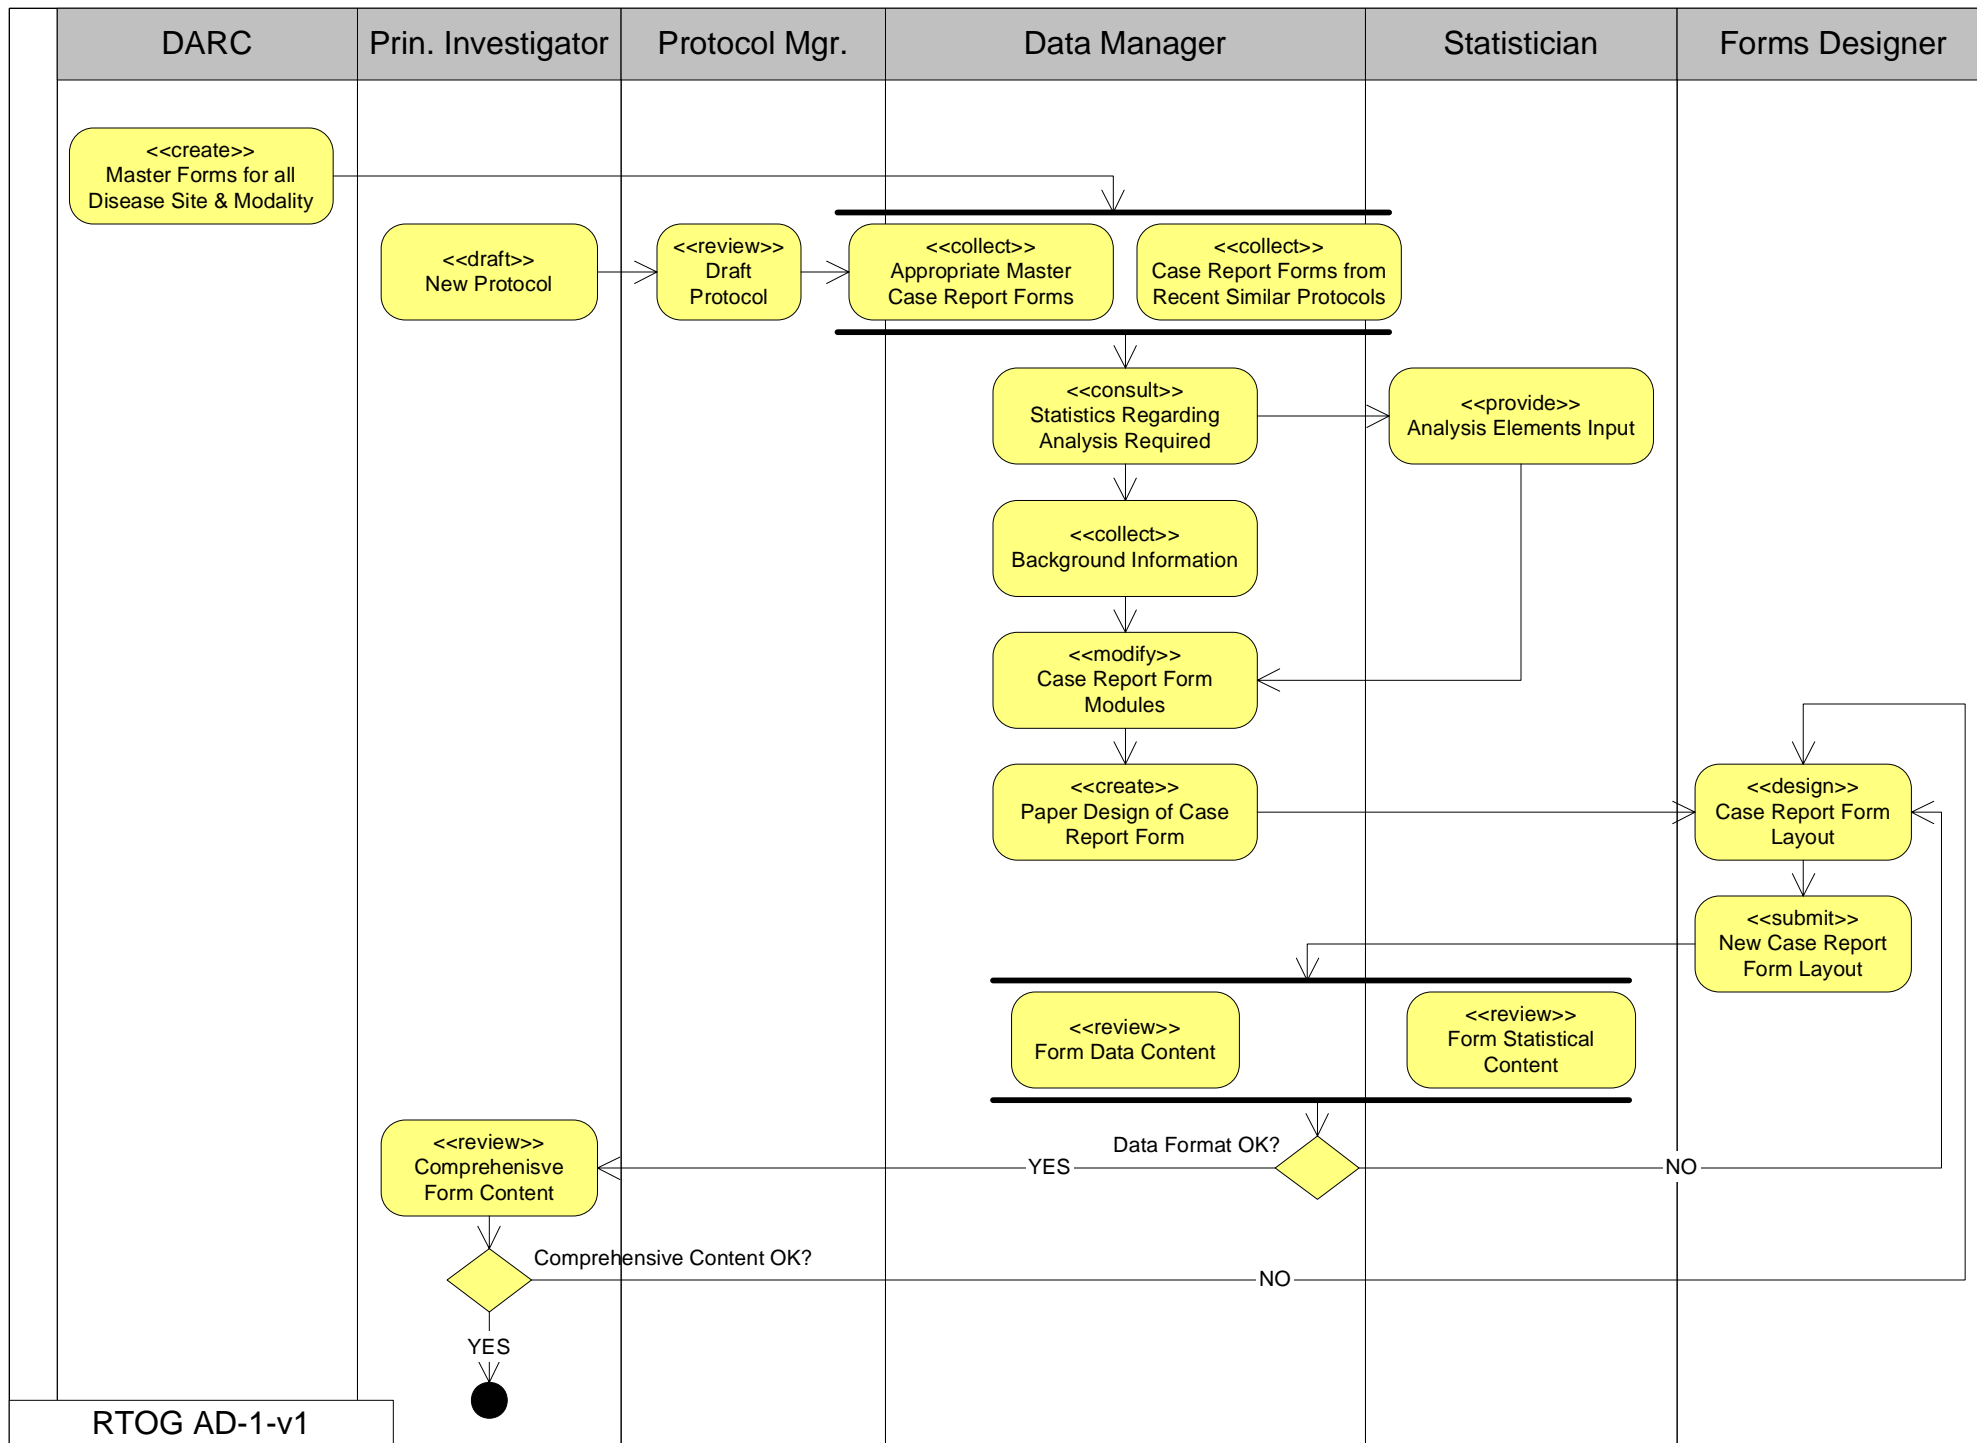 DARC
Prin. Investigator
Protocol Mgr.
Data Manager
Statistician
Forms Designer
<<create>>
Master Forms for all
Disease Site & Modality
<<draft>>
New Protocol
<<review>>
Draft
Protocol
<<collect>>
Appropriate Master
Case Report Forms
<<collect>>
Case Report Forms from
Recent Similar Protocols
<<consult>>
Statistics Regarding
Analysis Required
<<provide>>
Analysis Elements Input
<<collect>>
Background Information
<<modify>>
Case Report Form
Modules
<<create>>
Paper Design of Case
Report Form
<<design>>
Case Report Form
Layout
<<submit>>
New Case Report
Form Layout
<<review>>
Form Data Content
<<review>>
Form Statistical
Content
Data Format OK?
YES
NO
<<review>>
Comprehenisve
Form Content
Comprehensive Content OK?
NO
YES
RTOG AD-1-v1